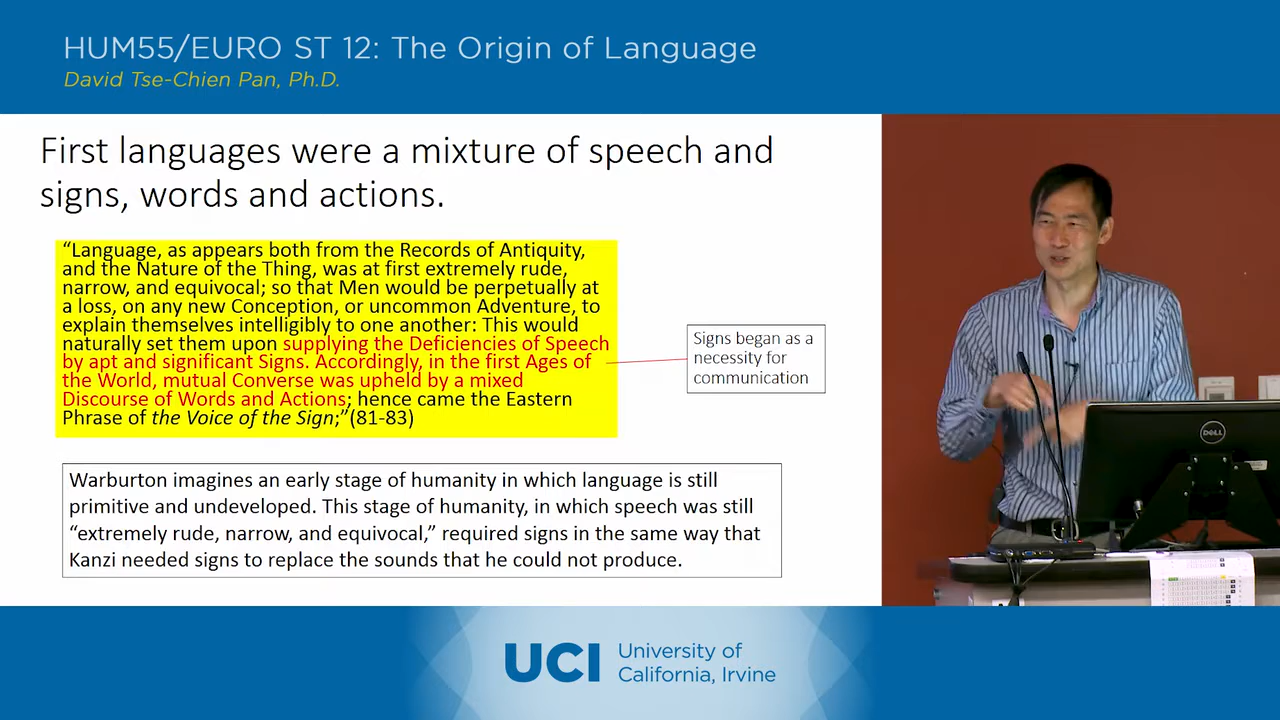 HUM55/EURO ST 12: The Origin of Language
David Tse-Chien Pan, Ph.D.
First languages were a mixture of speech and
signs, words and actions.
“Language, as appears both from the Records of Antiquity,
and the Nature of the Thing, was at first extremely rude,
narrow, and equivocal; so that Men would be perpetually at
a loss, on any new Conception, or uncommon Adventure, to
explain themselves intelligibly to one another: This would
naturally set them upon supplying the Deficiencies of Speech
by apt and significant Signs. Accordingly, in the first Ages of
the World, mutual Converse was upheld by a mixed
Discourse of Words and Actions; hence came the Eastern
Phrase of the Voice of the Sign;”(81-83)
Signs began as a
necessity for
communication
Warburton imagines an early stage of humanity in which language is still
primitive and undeveloped. This stage of humanity, in which speech was still
“extremely rude, narrow, and equivocal,” required signs in the same way that
Kanzi needed signs to replace the sounds that he could not produce.
DELL
UCI
University of
California, Irvine